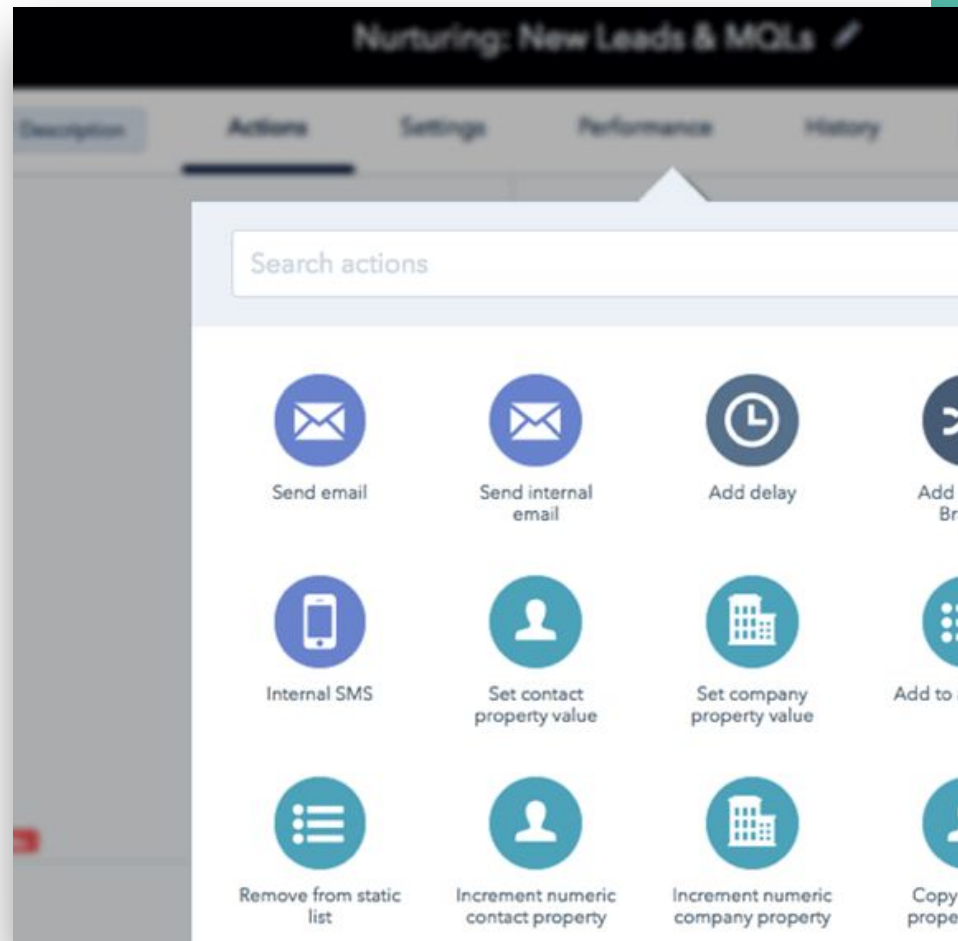 Nurturing: New Leads & MQLs
Description
Actions
Settings
Performance
History
Search actions
Send email
Send internal
email
Add delay
Add
Br
Internal SMS
Set contact
property value
Set company
property value
Add to
Remove from static
list
Increment numeric
contact property
Increment numeric
company property
Copy
prope